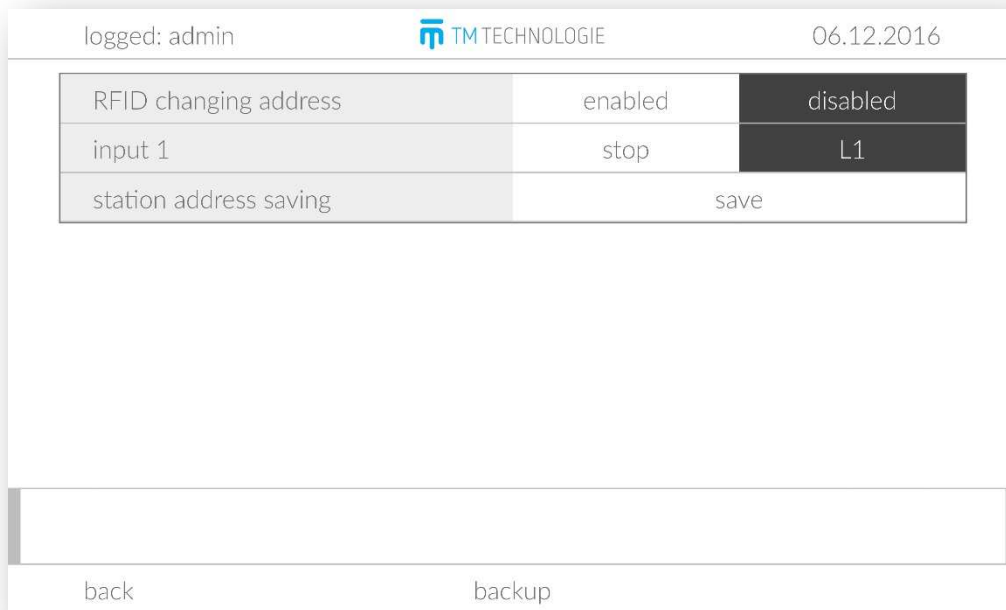 logged: admin TM TECHNOLOGIE 06.12.2016
RFID changing address enabled disabled
input 1 stop L1
station address saving save
back backup